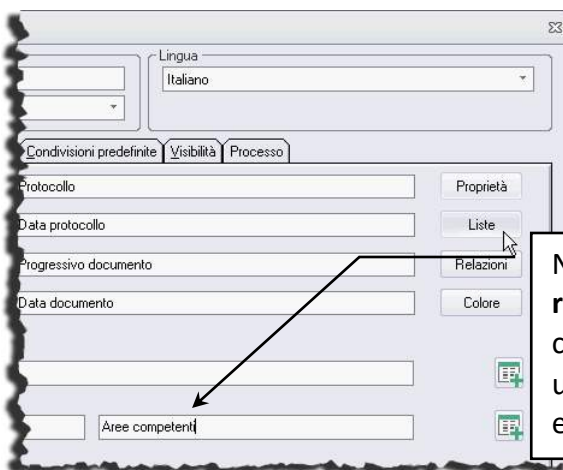 Lingua
Italiano
Condivisioni predefinite Visibilità Processo
Protocollo Proprietà
Data protocollo Liste
Progressivo documento Relazioni
Data documento Colore
Aree competenti